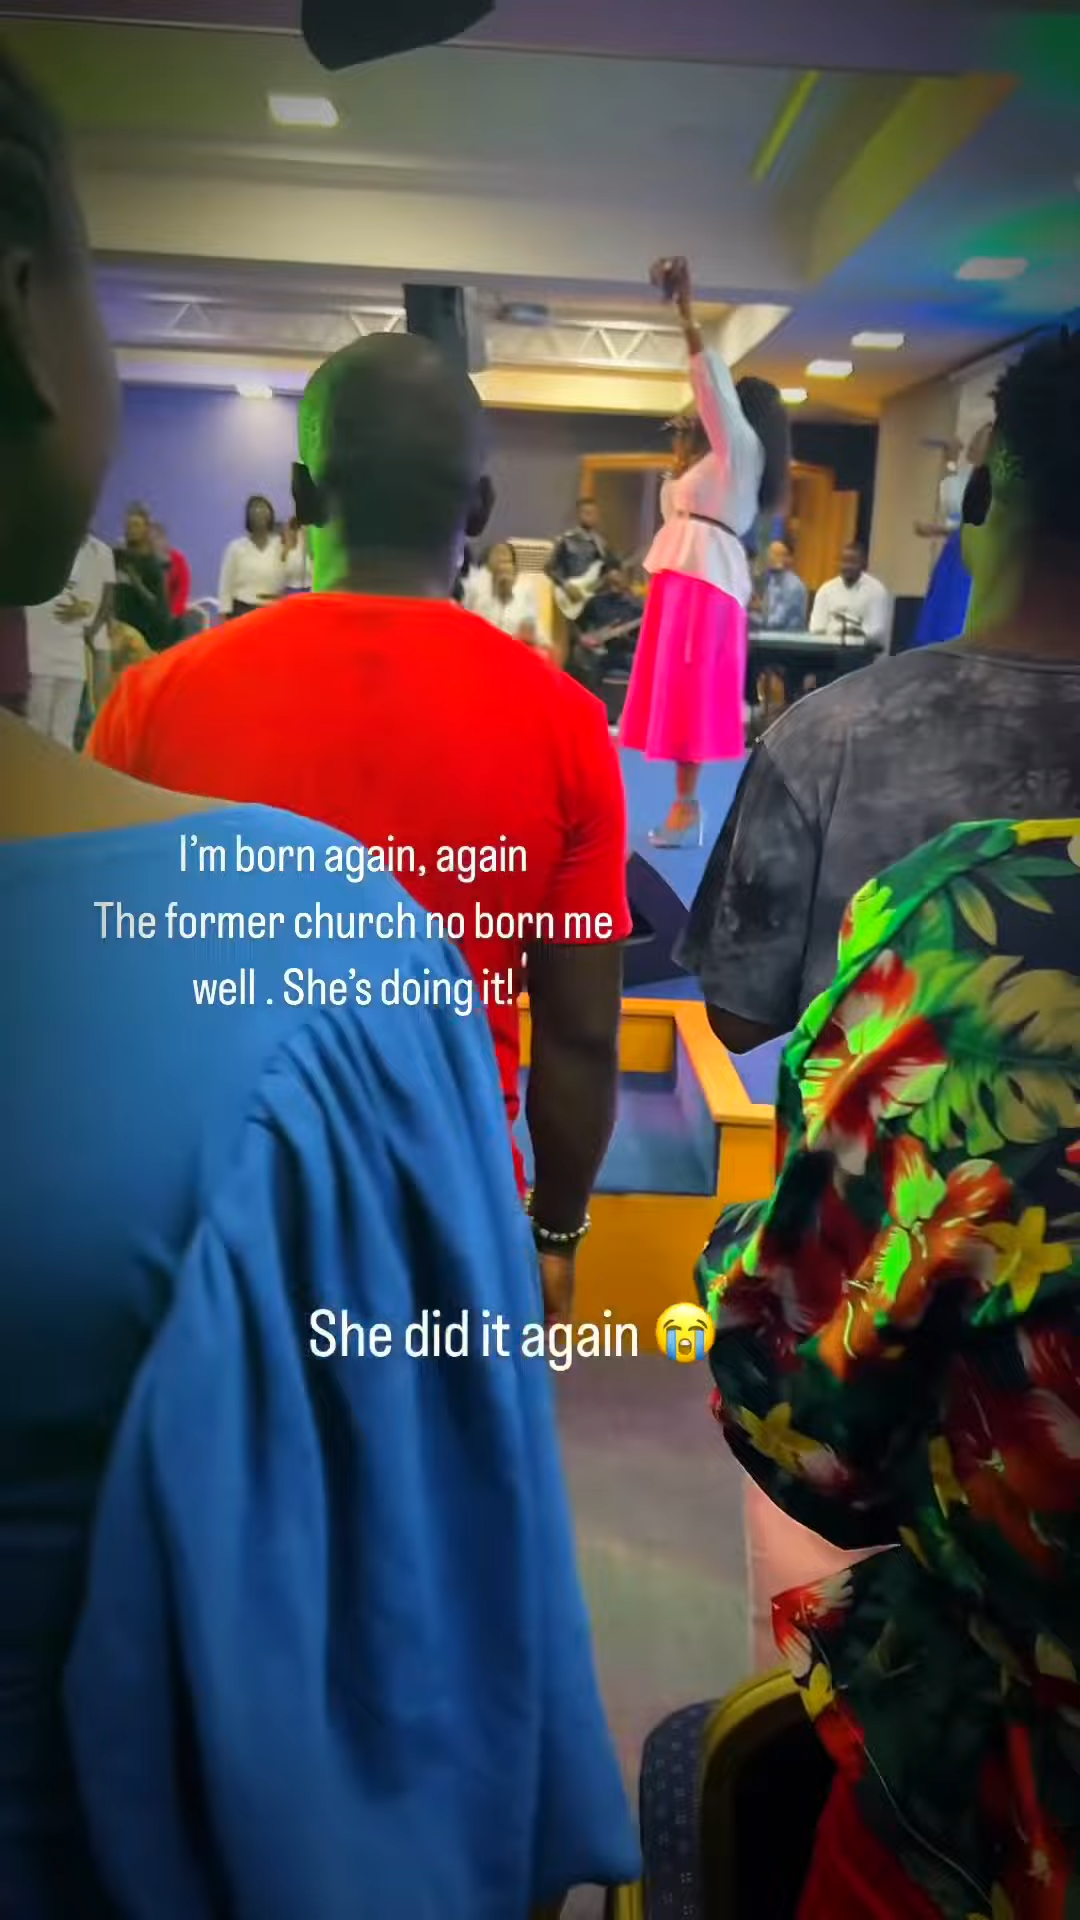 I'm born again, again
The former church no born me
well . She's doing it!
She did it again 😭